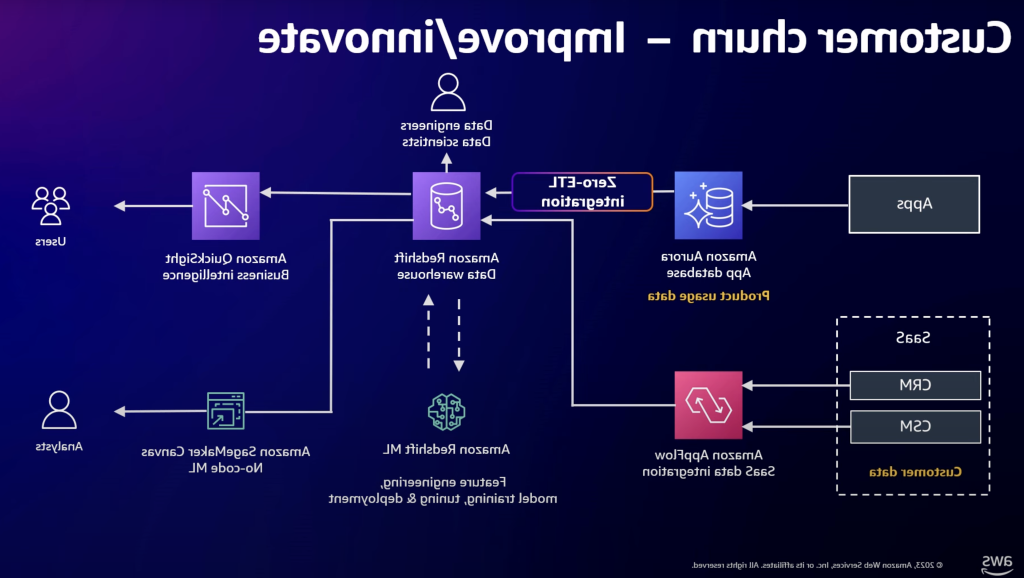 Customer churn – Improve/innovate
Data engineers
Data scientists
Apps
Zero-ETL
integration
Amazon Aurora
App database
Product usage data
Amazon Redshift
Data warehouse
Amazon QuickSight
Business intelligence
Users
SaaS
CRM
CSM
Customer data
Amazon AppFlow
SaaS data integration
Amazon Redshift ML
Feature engineering,
model training, tuning, & deployment
Amazon SageMaker Canvas
No-code ML
Analysts
aws
© 2023, Amazon Web Services, Inc. or its affiliates. All rights reserved.